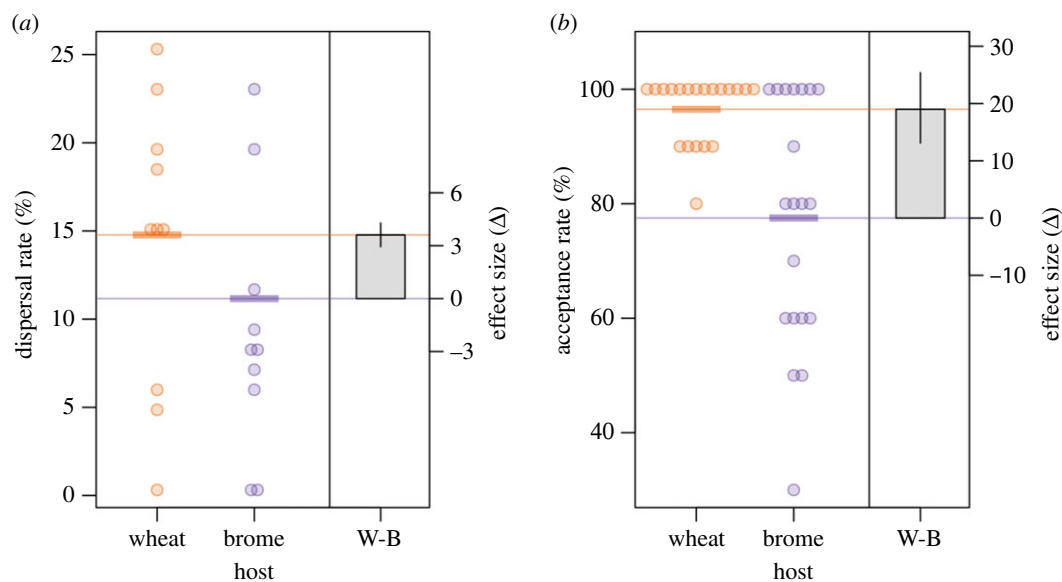 (a)
dispersal rate (%)
25
20
15
10
5
0
6
3
0
–3
effect size (Δ)
wheat brome W-B
host
(b)
acceptance rate (%)
100
80
60
40
30
20
10
0
–10
effect size (Δ)
wheat brome W-B
host